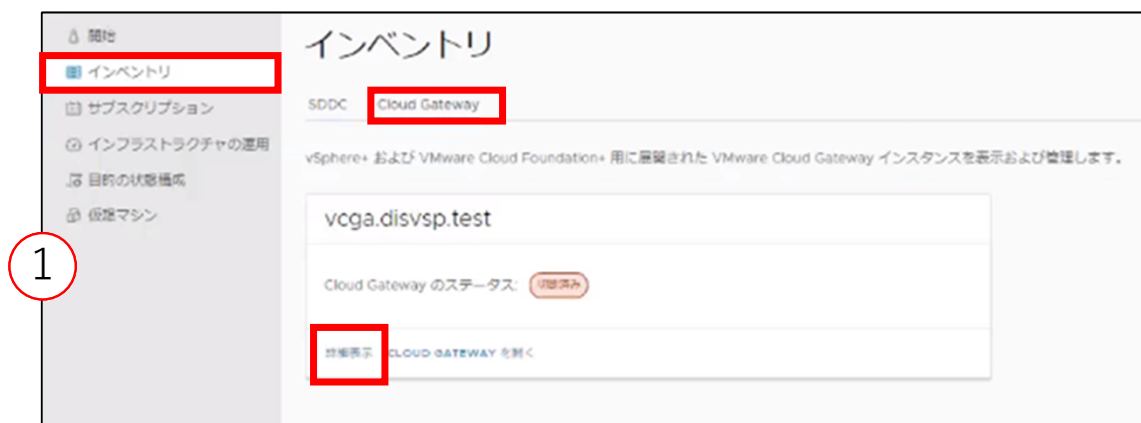 開始
インベントリ
サブスクリプション
インフラストラクチャの運用
目的の状態構成
仮想マシン
インベントリ
SDDC Cloud Gateway
vSphere+ および VMware Cloud Foundation+ 用に展開された VMware Cloud Gateway インスタンスを表示および管理します。
vcga.disvsp.test
Cloud Gateway のステータス: 切断済み
詳細表示 CLOUD GATEWAY を開く
1